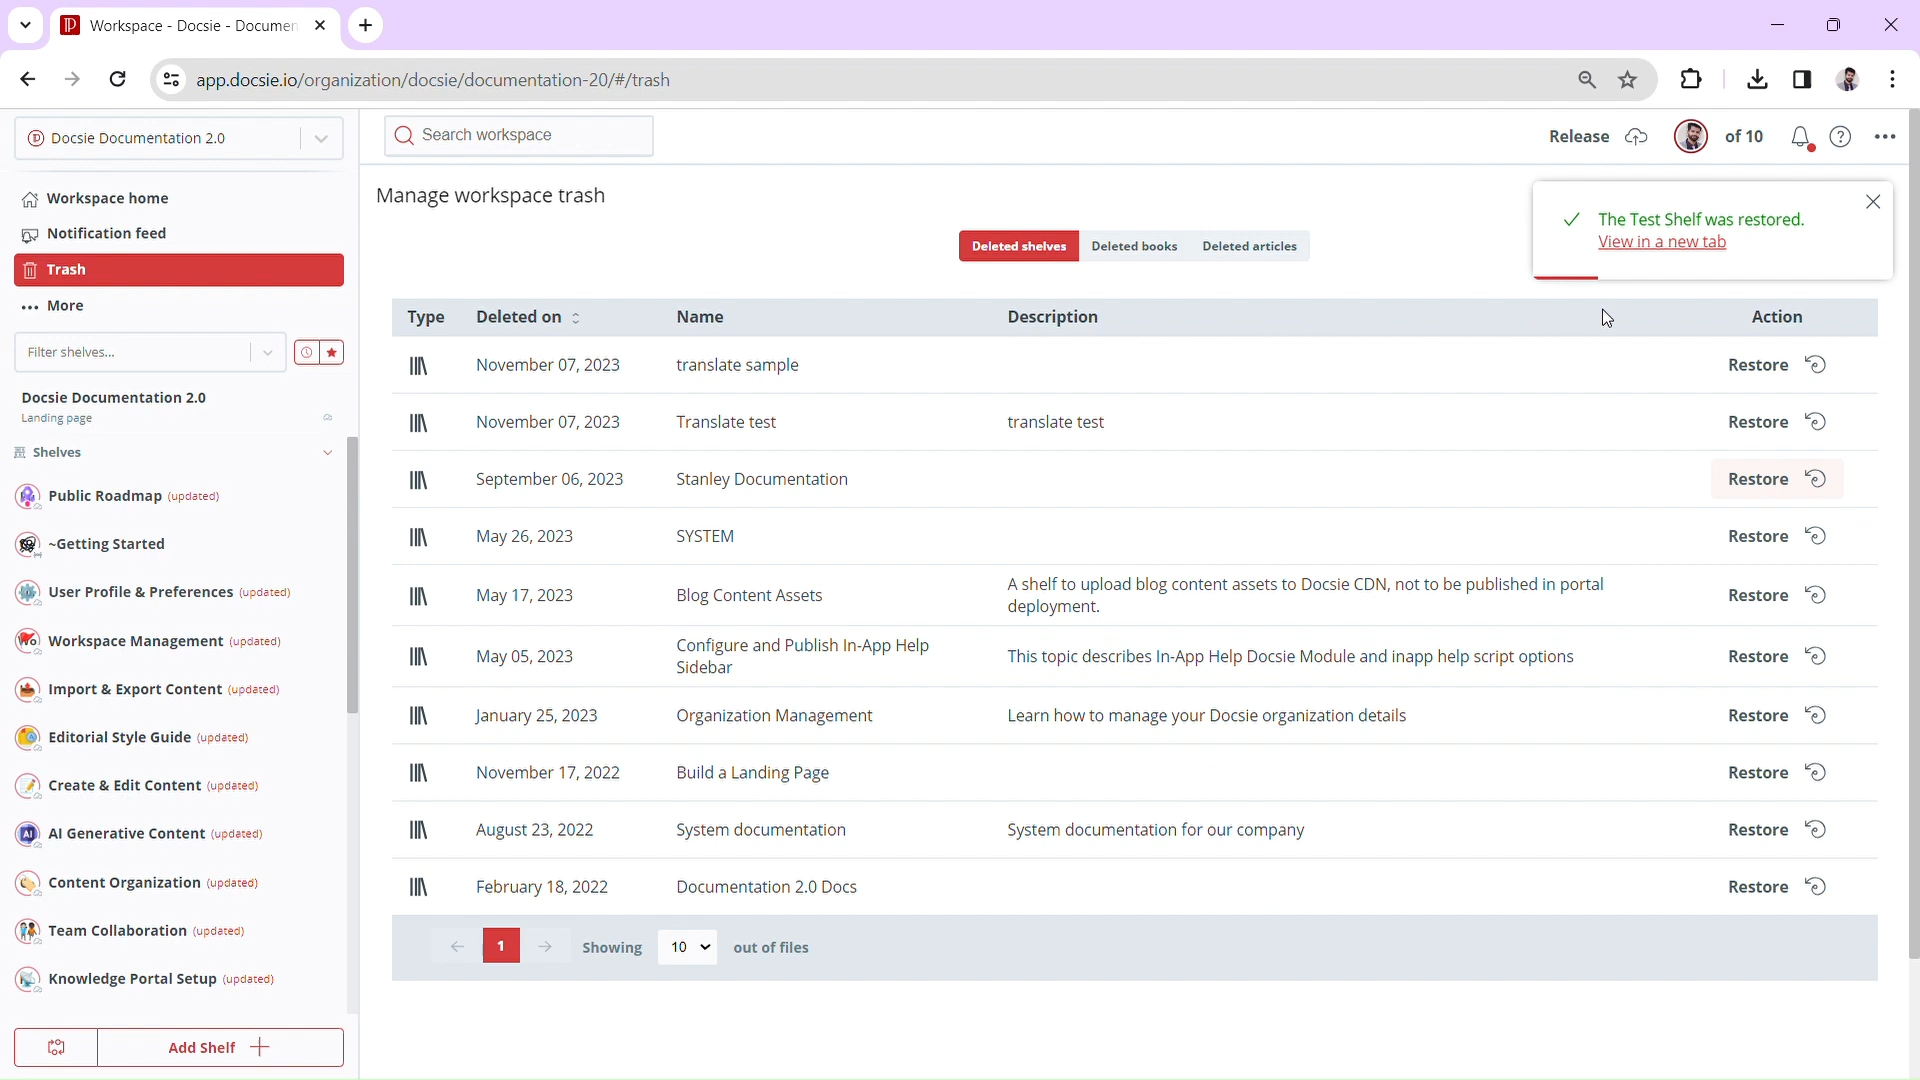 Workspace - Docsie - Documen
app.docsie.io/organization/docsie/documentation-20/#/trash
Docsie Documentation 2.0
Search workspace
Release
of 10
Workspace home
Notification feed
Trash
More
Filter shelves...
Docsie Documentation 2.0
Landing page
Shelves
Public Roadmap (updated)
~Getting Started
User Profile & Preferences (updated)
Workspace Management (updated)
Import & Export Content (updated)
Editorial Style Guide (updated)
Create & Edit Content (updated)
AI Generative Content (updated)
Content Organization (updated)
Team Collaboration (updated)
Knowledge Portal Setup (updated)
Add Shelf
Manage workspace trash
The Test Shelf was restored.
View in a new tab
Deleted shelves Deleted books Deleted articles
Type Deleted on Name Description Action
November 07, 2023 translate sample Restore
November 07, 2023 Translate test translate test Restore
September 06, 2023 Stanley Documentation Restore
May 26, 2023 SYSTEM Restore
May 17, 2023 Blog Content Assets A shelf to upload blog content assets to Docsie CDN, not to be published in portal
deployment. Restore
May 05, 2023 Configure and Publish In-App Help
Sidebar This topic describes In-App Help Docsie Module and inapp help script options Restore
January 25, 2023 Organization Management Learn how to manage your Docsie organization details Restore
November 17, 2022 Build a Landing Page Restore
August 23, 2022 System documentation System documentation for our company Restore
February 18, 2022 Documentation 2.0 Docs Restore
1 Showing 10 out of files